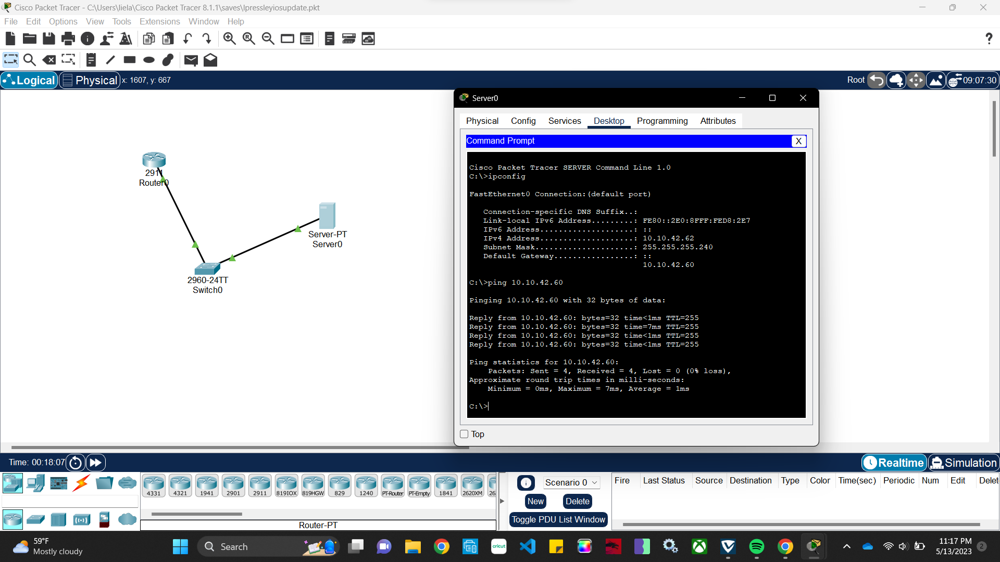 Cisco Packet Tracer - C:\Users\liela\Cisco Packet Tracer 8.1.1\saves\lpressleyiosupdate.pkt
File Edit Options View Tools Extensions Window Help
Logical Physical x: 1607, y: 667 Root 09:07:30
2911
Router0
Server-PT
Server0
2960-24TT
Switch0
Server0
Physical Config Services Desktop Programming Attributes
Command Prompt X
Cisco Packet Tracer SERVER Command Line 1.0
C:\>ipconfig
FastEthernet0 Connection:(default port)
Connection-specific DNS Suffix..:
Link-local IPv6 Address.........: FE80::2E0:8FFF:FED8:2E7
IPv6 Address....................: ::
IPv4 Address....................: 10.10.42.62
Subnet Mask.....................: 255.255.255.240
Default Gateway.................: ::
10.10.42.60
C:\>ping 10.10.42.60
Pinging 10.10.42.60 with 32 bytes of data:
Reply from 10.10.42.60: bytes=32 time<1ms TTL=255
Reply from 10.10.42.60: bytes=32 time=7ms TTL=255
Reply from 10.10.42.60: bytes=32 time<1ms TTL=255
Reply from 10.10.42.60: bytes=32 time<1ms TTL=255
Ping statistics for 10.10.42.60:
Packets: Sent = 4, Received = 4, Lost = 0 (0% loss),
Approximate round trip times in milli-seconds:
Minimum = 0ms, Maximum = 7ms, Average = 1ms
C:\>
Top
Time: 00:18:07 Realtime Simulation
4331 4321 1941 2901 2911 819IOX 819HGW 829 1240 PT-Router PT-Empty 1841 2620XM 26
Router-PT
Scenario 0
New Delete
Toggle PDU List Window
Fire Last Status Source Destination Type Color Time(sec) Periodic Num Edit Delet
59°F
Mostly cloudy
Search
cricut
11:17 PM
5/13/2023
2